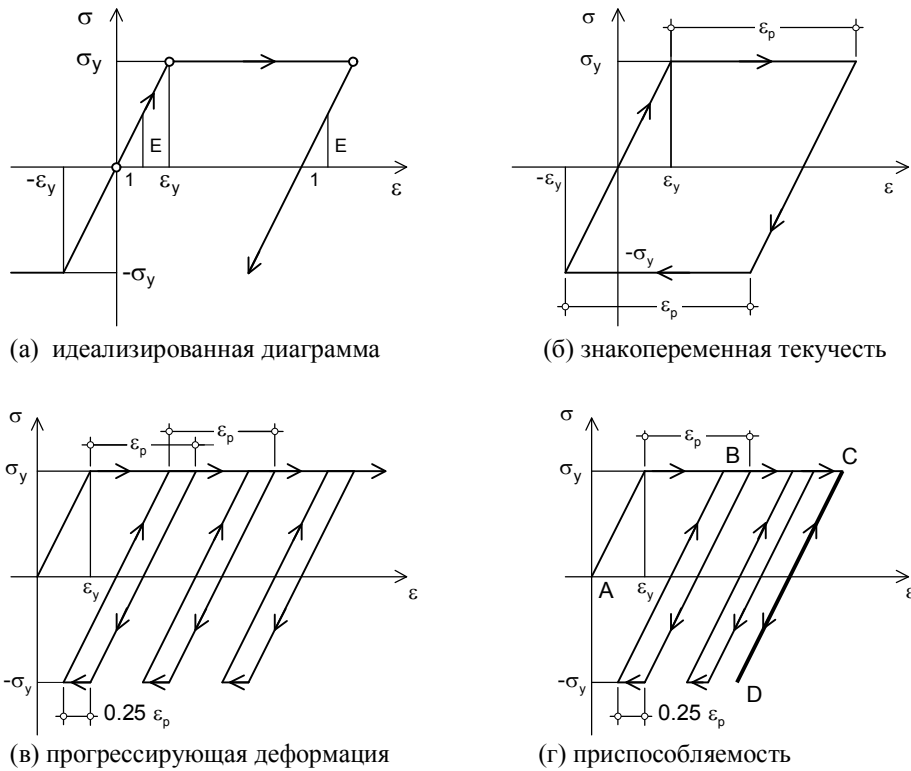 σ
σy
E
E
-εy
1
εy
1
ε
-σy
(а) идеализированная диаграмма
σ
εp
σy
-εy
εy
ε
-σy
εp
(б) знакопеременная текучесть
σ
εp
εp
σy
εy
ε
-σy
0.25 εp
(в) прогрессирующая деформация
σ
εp
B
C
σy
A
εy
ε
-σy
D
0.25 εp
(г) приспособляемость